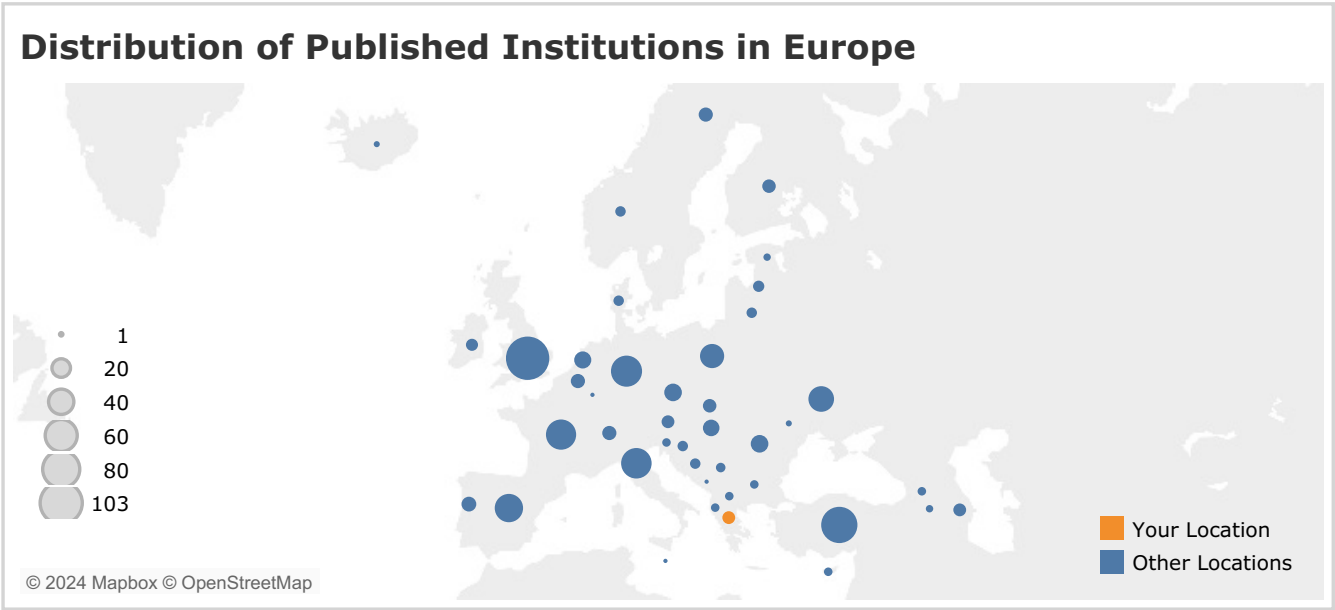 Distribution of Published Institutions in Europe
1
20
40
60
80
103
Your Location
Other Locations
© 2024 Mapbox © OpenStreetMap